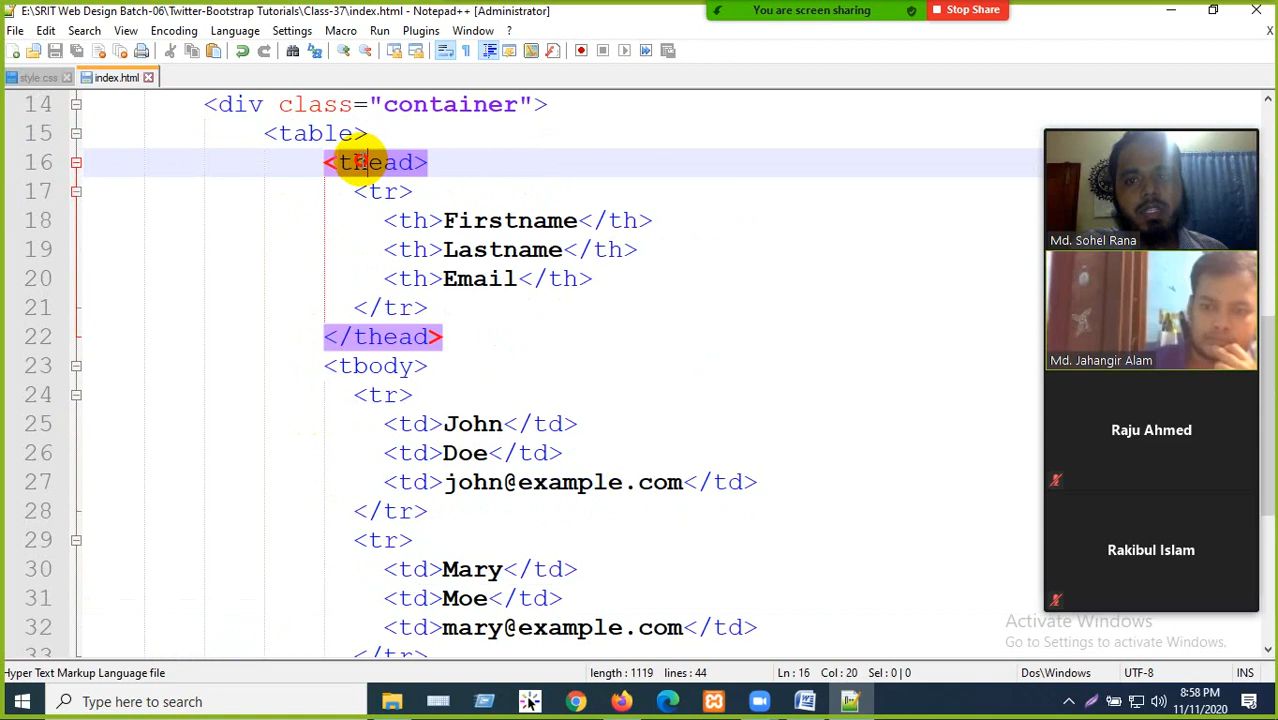 E:\SRIT Web Design Batch-06\Twitter-Bootstrap Tutorials\Class-37\index.html - Notepad++ [Administrator]
You are screen sharing
Stop Share
File Edit Search View Encoding Language Settings Macro Run Plugins Window ?
X
style.css index.html
14 <div class="container">
15 <table>
16 <thead>
17 <tr>
18 <th>Firstname</th>
19 <th>Lastname</th>
20 <th>Email</th>
21 </tr>
22 </thead>
23 <tbody>
24 <tr>
25 <td>John</td>
26 <td>Doe</td>
27 <td>john@example.com</td>
28 </tr>
29 <tr>
30 <td>Mary</td>
31 <td>Moe</td>
32 <td>mary@example.com</td>
33 </tr>
Md. Sohel Rana
Md. Jahangir Alam
Raju Ahmed
Rakibul Islam
Activate Windows
Go to Settings to activate Windows.
Hyper Text Markup Language file length : 1119 lines : 44 Ln : 16 Col : 20 Sel : 0 | 0 Dos\Windows UTF-8 INS
Type here to search
8:58 PM
11/11/2020